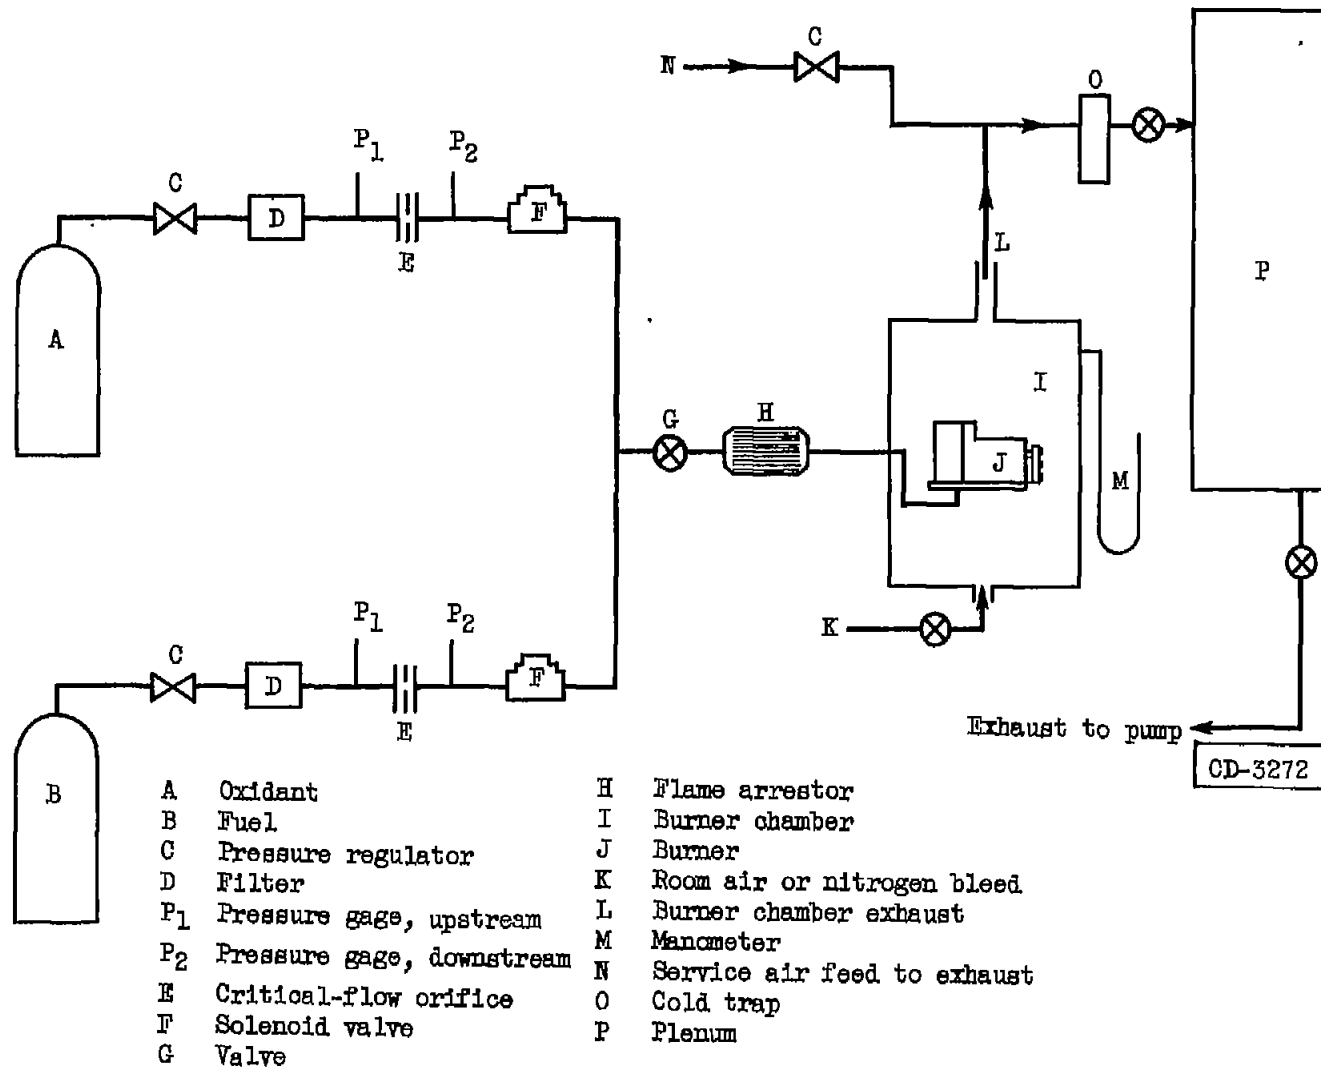 N
C
O
P1
P2
C
D
F
E
L
P
A
I
G
H
J
M
P1
P2
K
C
D
F
E
Exhaust to pump
CD-3272
B
A Oxidant
B Fuel
C Pressure regulator
D Filter
P1 Pressure gage, upstream
P2 Pressure gage, downstream
E Critical-flow orifice
F Solenoid valve
G Valve
H Flame arrestor
I Burner chamber
J Burner
K Room air or nitrogen bleed
L Burner chamber exhaust
M Manometer
N Service air feed to exhaust
O Cold trap
P Plenum